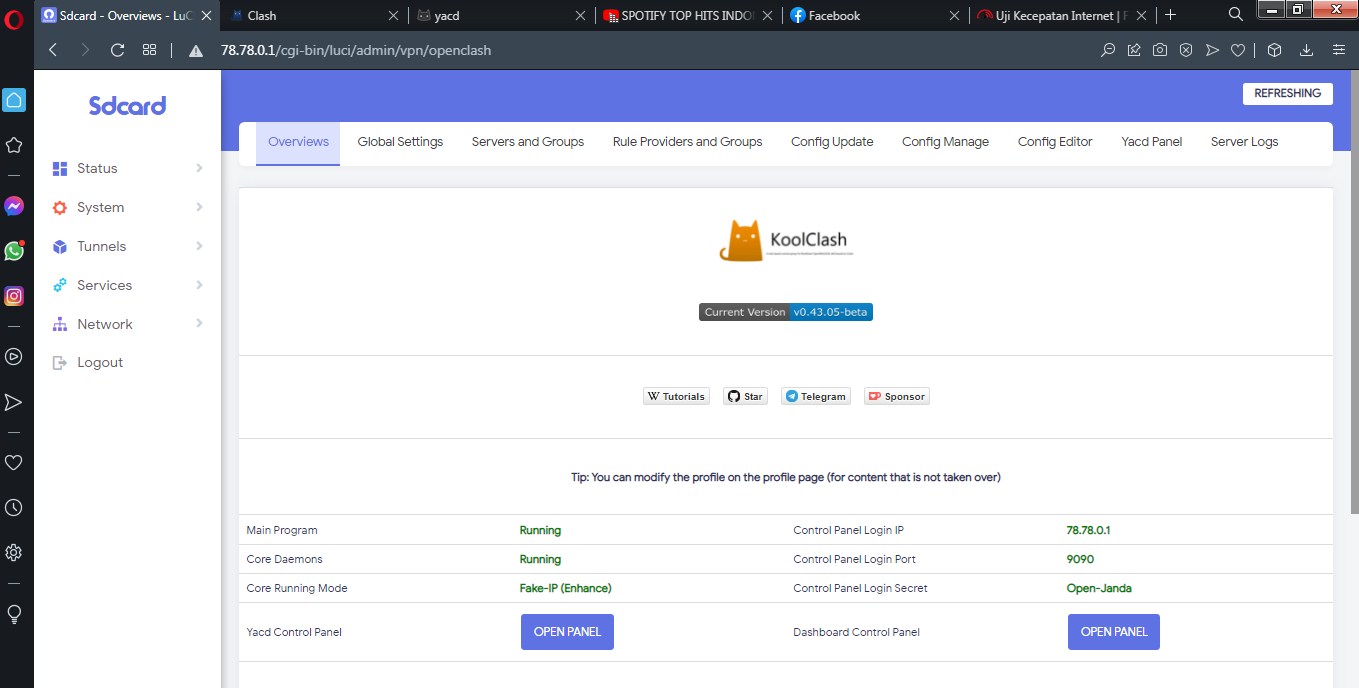 Sdcard - Overviews - LuC
Clash
yacd
SPOTIFY TOP HITS INDO
Facebook
Uji Kecepatan Internet | F
78.78.0.1/cgi-bin/luci/admin/vpn/openclash
Sdcard
REFRESHING
Overviews
Global Settings
Servers and Groups
Rule Providers and Groups
Config Update
Config Manage
Config Editor
Yacd Panel
Server Logs
Status
System
Tunnels
Services
Network
Logout
KoolClash
Current Version v0.43.05-beta
W Tutorials
Star
Telegram
Sponsor
Tip: You can modify the profile on the profile page (for content that is not taken over)
Main Program Running Control Panel Login IP 78.78.0.1
Core Daemons Running Control Panel Login Port 9090
Core Running Mode Fake-IP (Enhance) Control Panel Login Secret Open-Janda
Yacd Control Panel OPEN PANEL Dashboard Control Panel OPEN PANEL